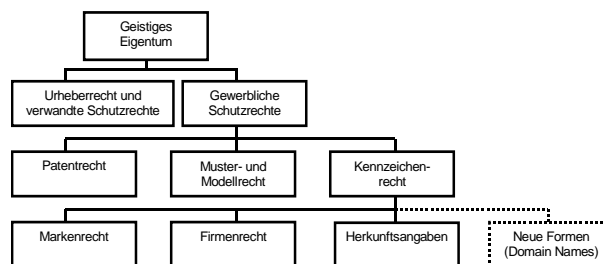 Geistiges
Eigentum
Urheberrecht und
verwandte Schutzrechte
Gewerbliche
Schutzrechte
Patentrecht
Muster- und
Modellrecht
Kennzeichen-
recht
Markenrecht
Firmenrecht
Herkunftsangaben
Neue Formen
(Domain Names)